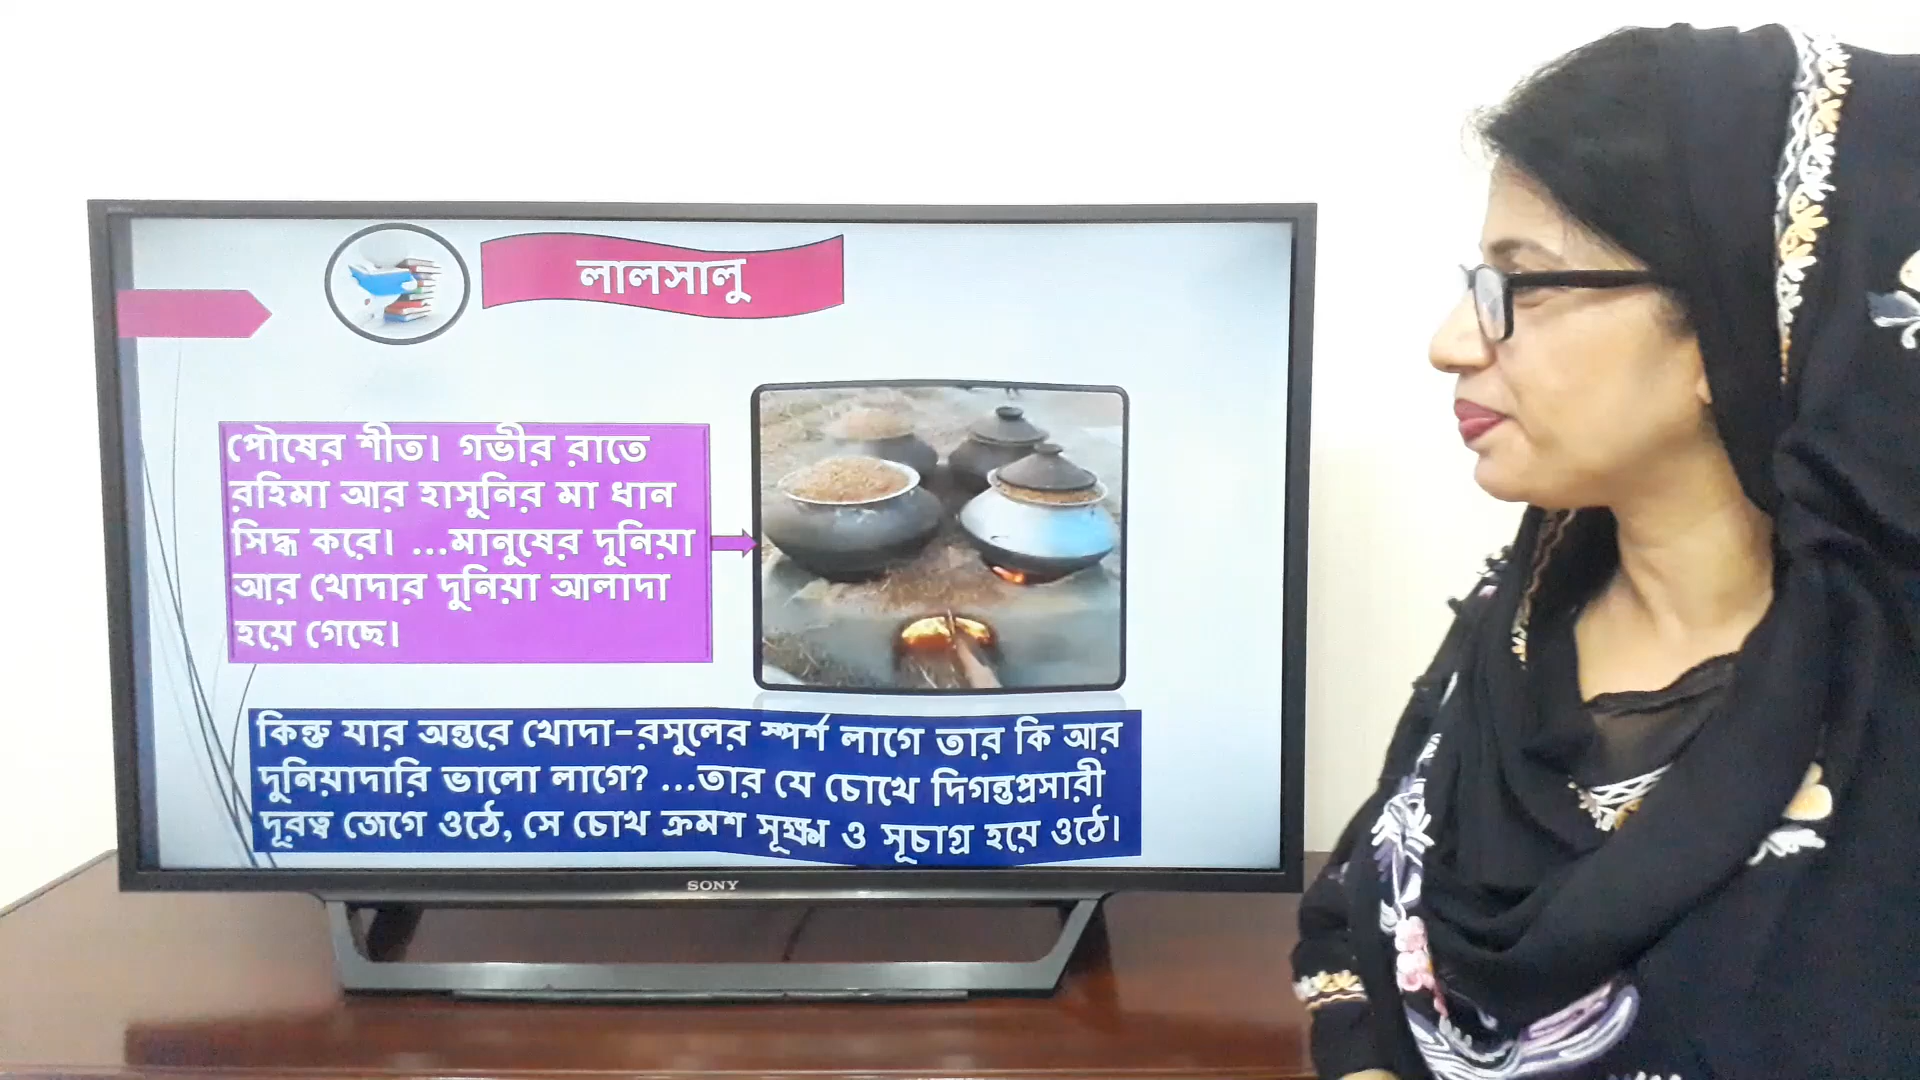 লালসালু
পৌষের শীত। গভীর রাতে
রহিমা আর হাসুনির মা ধান
সিদ্ধ করে। ...মানুষের দুনিয়া
আর খোদার দুনিয়া আলাদা
হয়ে গেছে।
কিন্তু যার অন্তরে খোদা-রসুলের স্পর্শ লাগে তার কি আর
দুনিয়াদারি ভালো লাগে? ...তার যে চোখে দিগন্তপ্রসারী
দূরত্ব জেগে ওঠে, সে চোখ ক্রমশ সূক্ষ্ম ও সূচাগ্র হয়ে ওঠে।
SONY